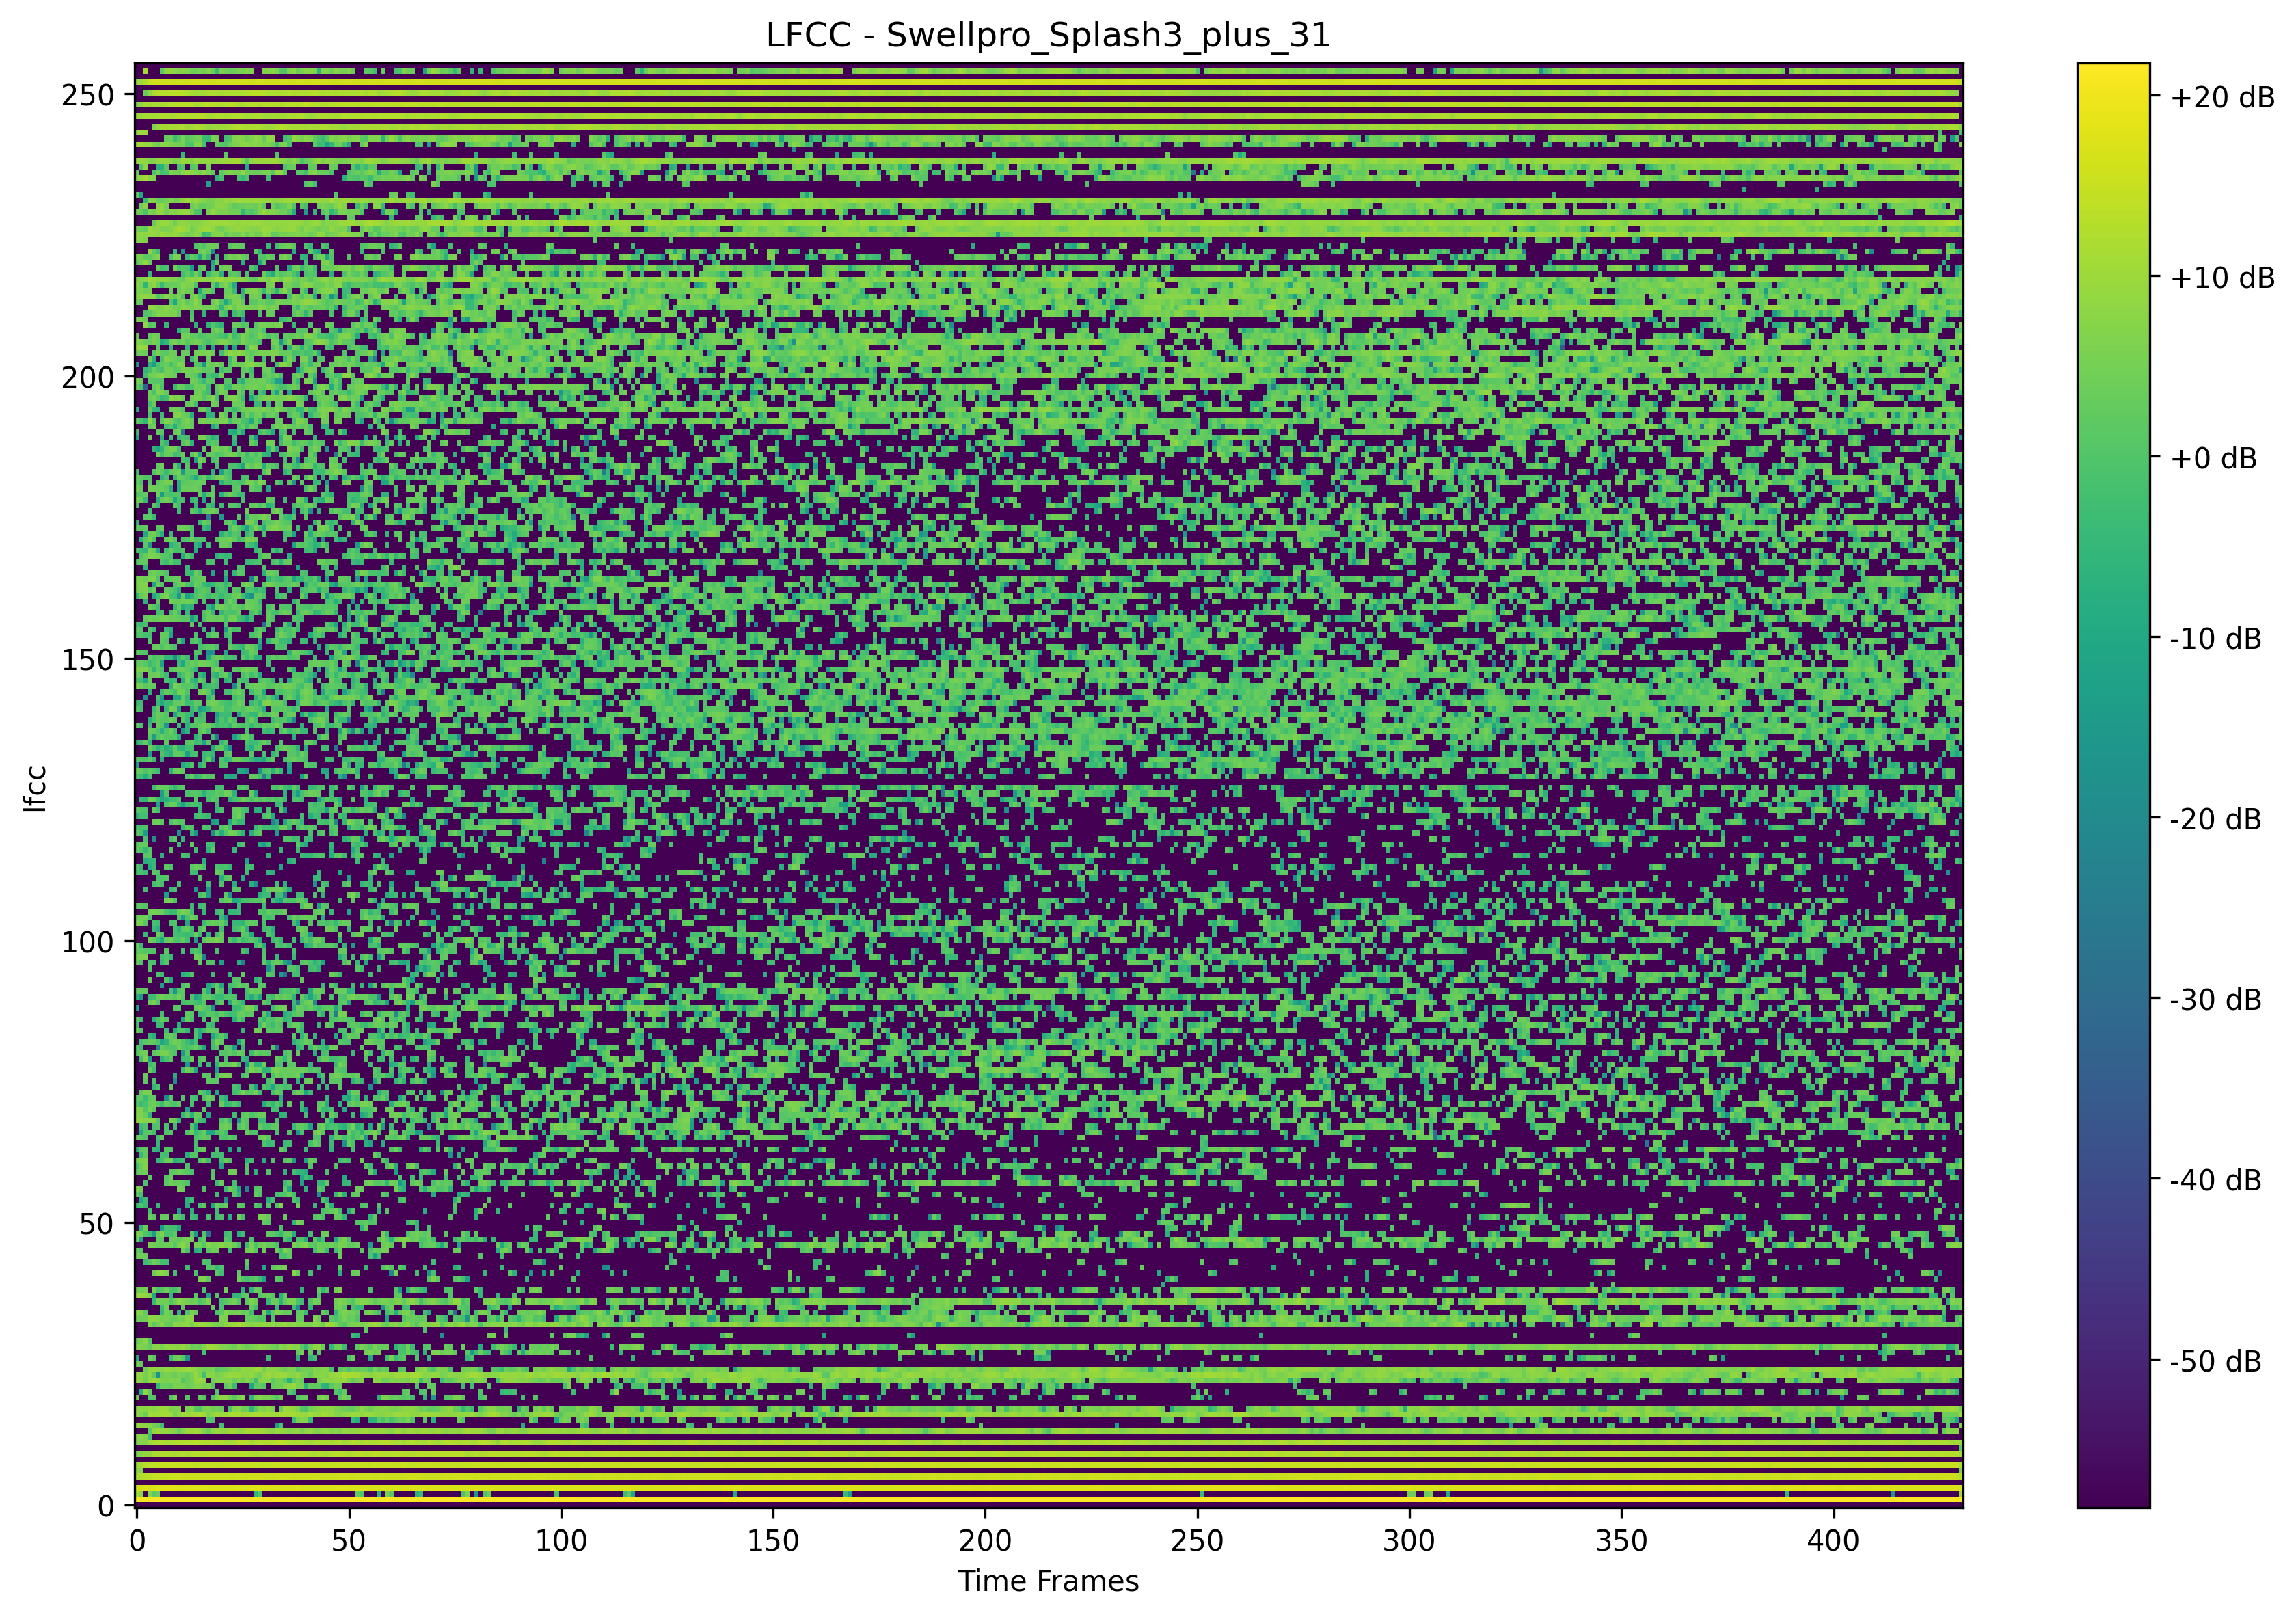 LFCC - Swellpro_Splash3_plus_31
250
200
150
100
50
0
lfcc
0 50 100 150 200 250 300 350 400
Time Frames
+20 dB
+10 dB
+0 dB
-10 dB
-20 dB
-30 dB
-40 dB
-50 dB